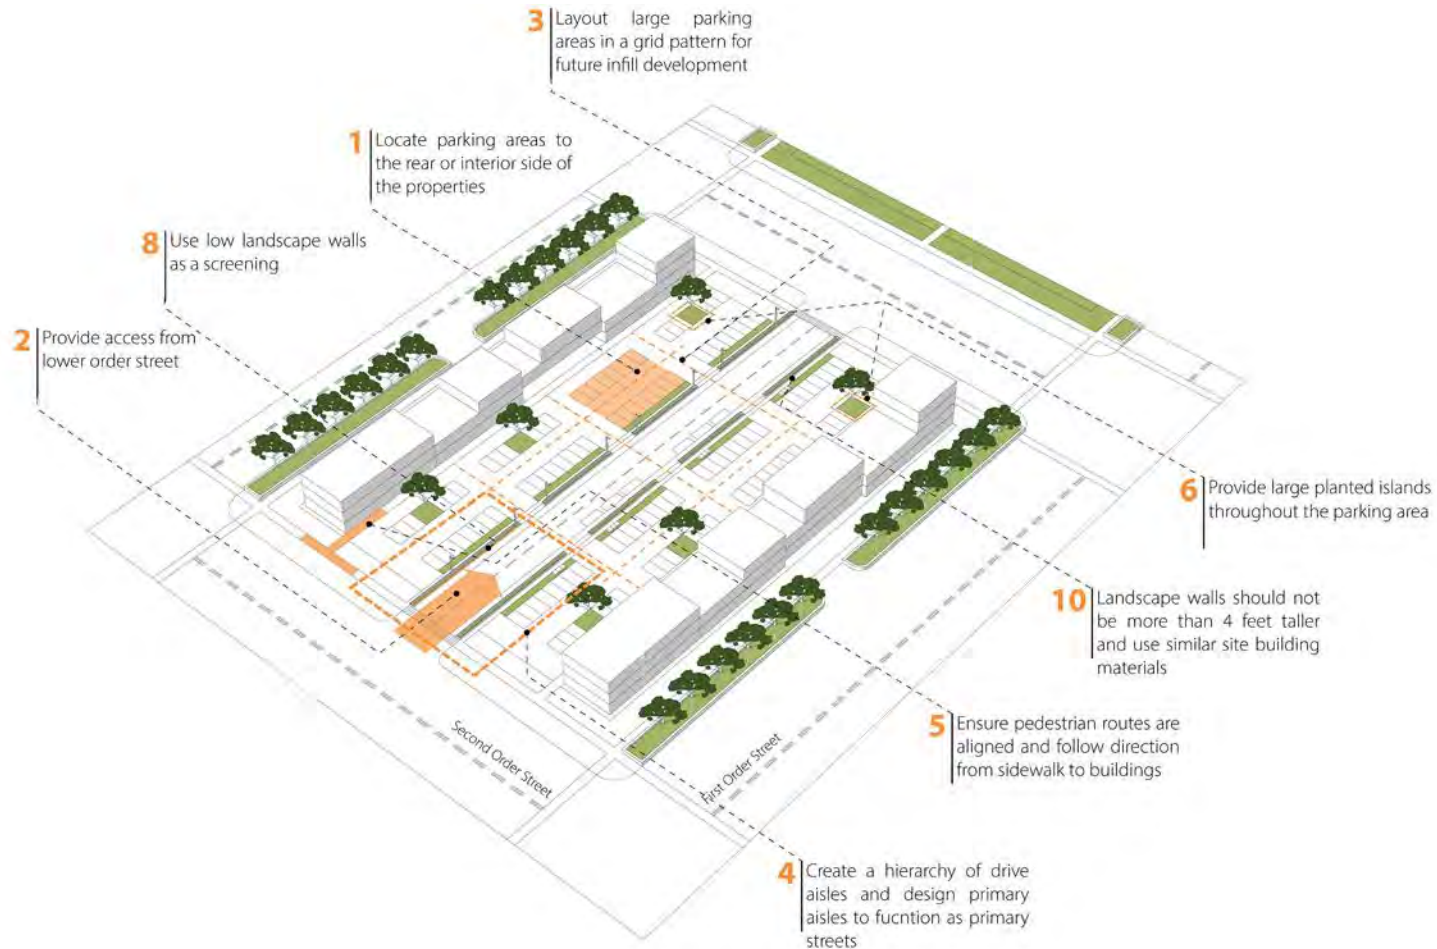 3
Layout large parking
areas in a grid pattern for
future infill development
1
Locate parking areas to
the rear or interior side of
the properties
8
Use low landscape walls
as a screening
2
Provide access from
lower order street
6
Provide large planted islands
throughout the parking area
10
Landscape walls should not
be more than 4 feet taller
and use similar site building
materials
5
Ensure pedestrian routes are
aligned and follow direction
from sidewalk to buildings
Second Order Street
First Order Street
4
Create a hierarchy of drive
aisles and design primary
aisles to fucntion as primary
streets